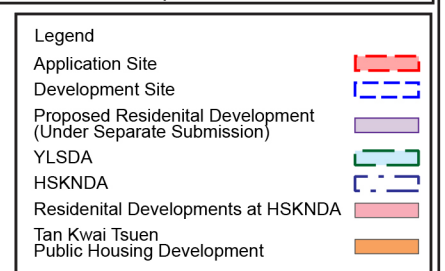 Legend
Application Site
Development Site
Proposed Residenital Development
(Under Separate Submission)
YLSDA
HSKNDA
Residenital Developments at HSKNDA
Tan Kwai Tsuen
Public Housing Development